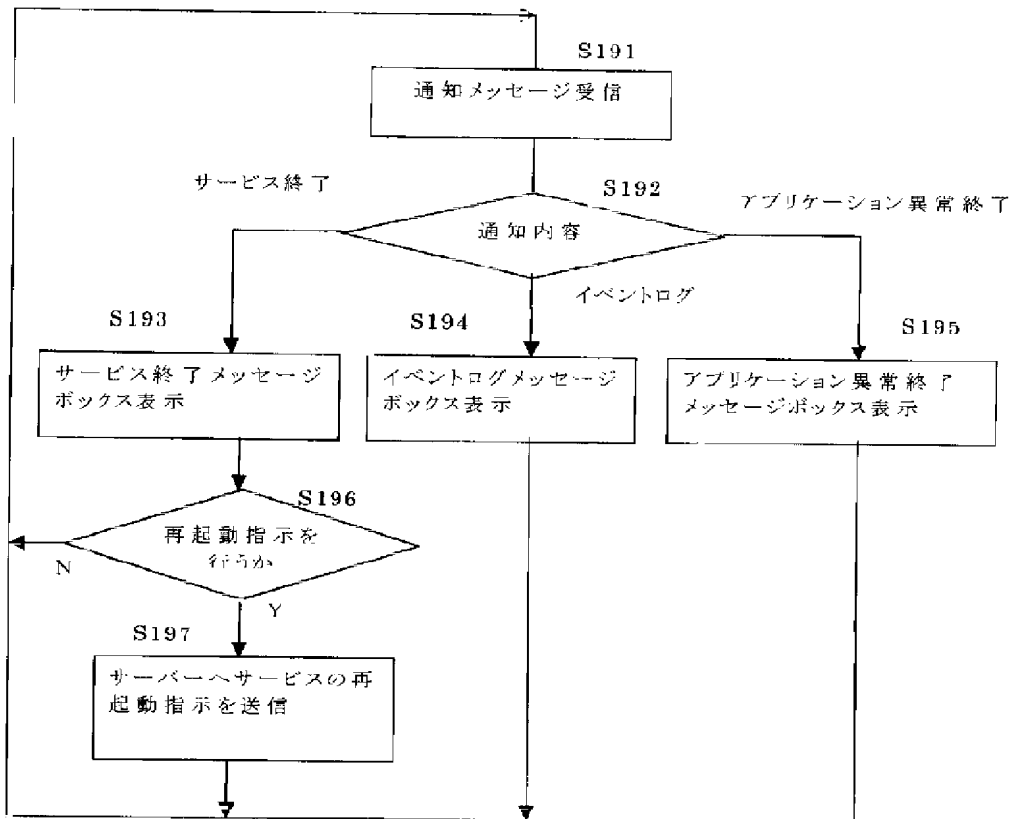 S191
通知メッセージ受信
サービス終了
S192
アプリケーション異常終了
通知内容
イベントログ
S193
S194
S195
サービス終了メッセージ
ボックス表示
イベントログメッセージ
ボックス表示
アプリケーション異常終了
メッセージボックス表示
S196
再起動指示を
行うか
N
Y
S197
サーバーへサービスの再
起動指示を送信